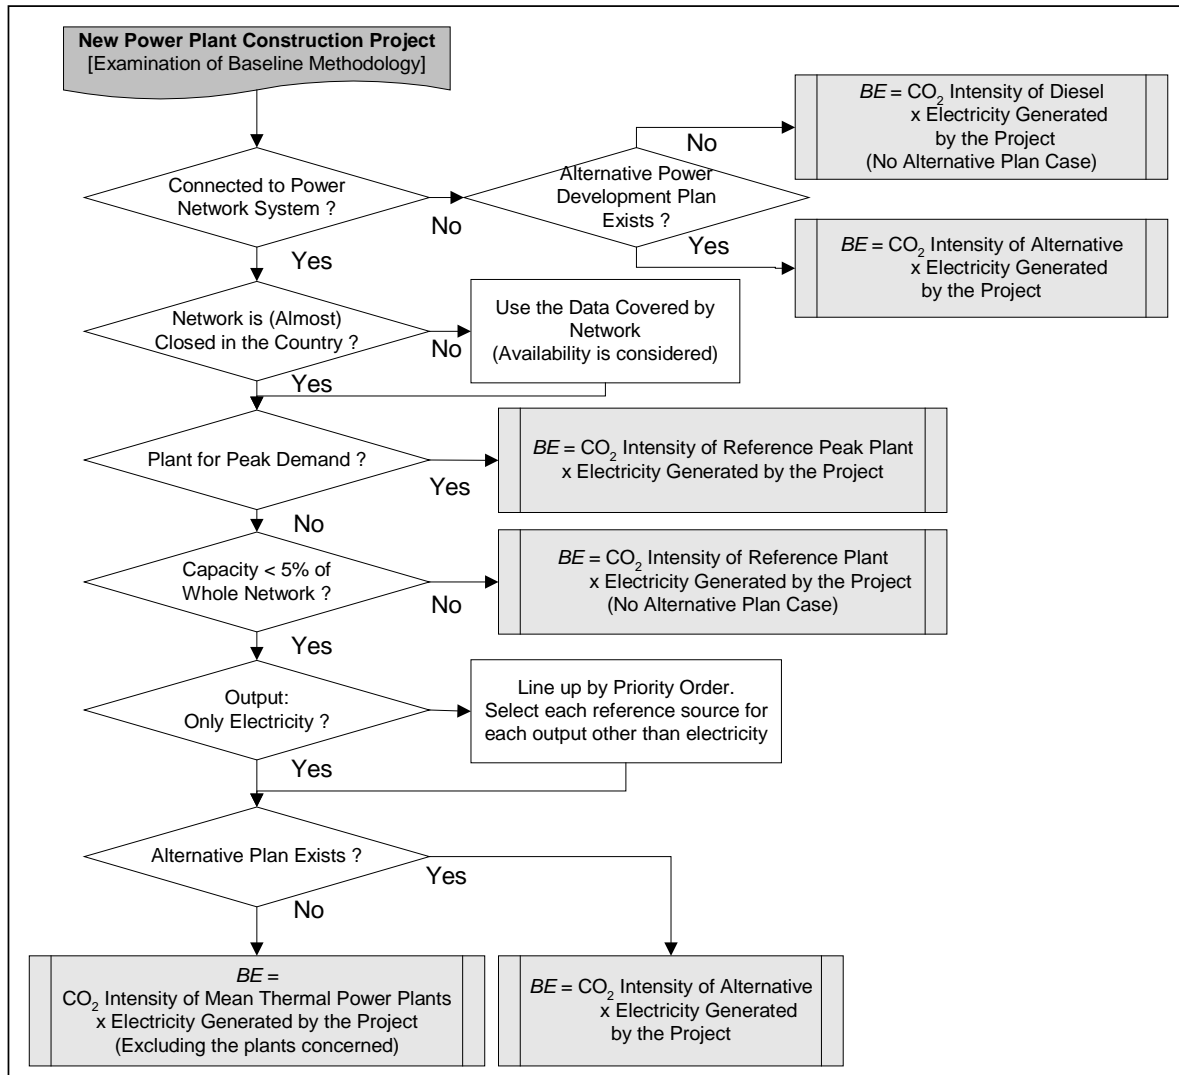 New Power Plant Construction Project
[Examination of Baseline Methodology]
BE = CO2 Intensity of Diesel
x Electricity Generated
by the Project
(No Alternative Plan Case)
No
Connected to Power
Network System ?
No
Alternative Power
Development Plan
Exists ?
Yes
Yes
BE = CO2 Intensity of Alternative
x Electricity Generated
by the Project
Network is (Almost)
Closed in the Country ?
No
Use the Data Covered by
Network
(Availability is considered)
Yes
Plant for Peak Demand ?
Yes
BE = CO2 Intensity of Reference Peak Plant
x Electricity Generated by the Project
No
Capacity < 5% of
Whole Network ?
No
BE = CO2 Intensity of Reference Plant
x Electricity Generated by the Project
(No Alternative Plan Case)
Yes
Output:
Only Electricity ?
Line up by Priority Order.
Select each reference source for
each output other than electricity
Yes
Alternative Plan Exists ?
Yes
No
BE =
CO2 Intensity of Mean Thermal Power Plants
x Electricity Generated by the Project
(Excluding the plants concerned)
BE = CO2 Intensity of Alternative
x Electricity Generated
by the Project